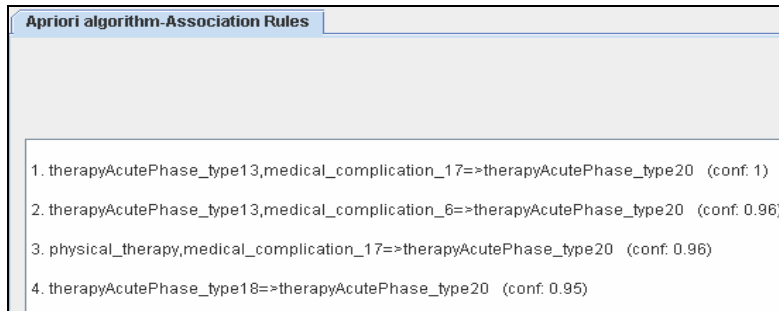 Apriori algorithm-Association Rules
1. therapyAcutePhase_type13,medical_complication_17=>therapyAcutePhase_type20 (conf: 1)
2. therapyAcutePhase_type13,medical_complication_6=>therapyAcutePhase_type20 (conf: 0.96)
3. physical_therapy,medical_complication_17=>therapyAcutePhase_type20 (conf: 0.96)
4. therapyAcutePhase_type18=>therapyAcutePhase_type20 (conf: 0.95)